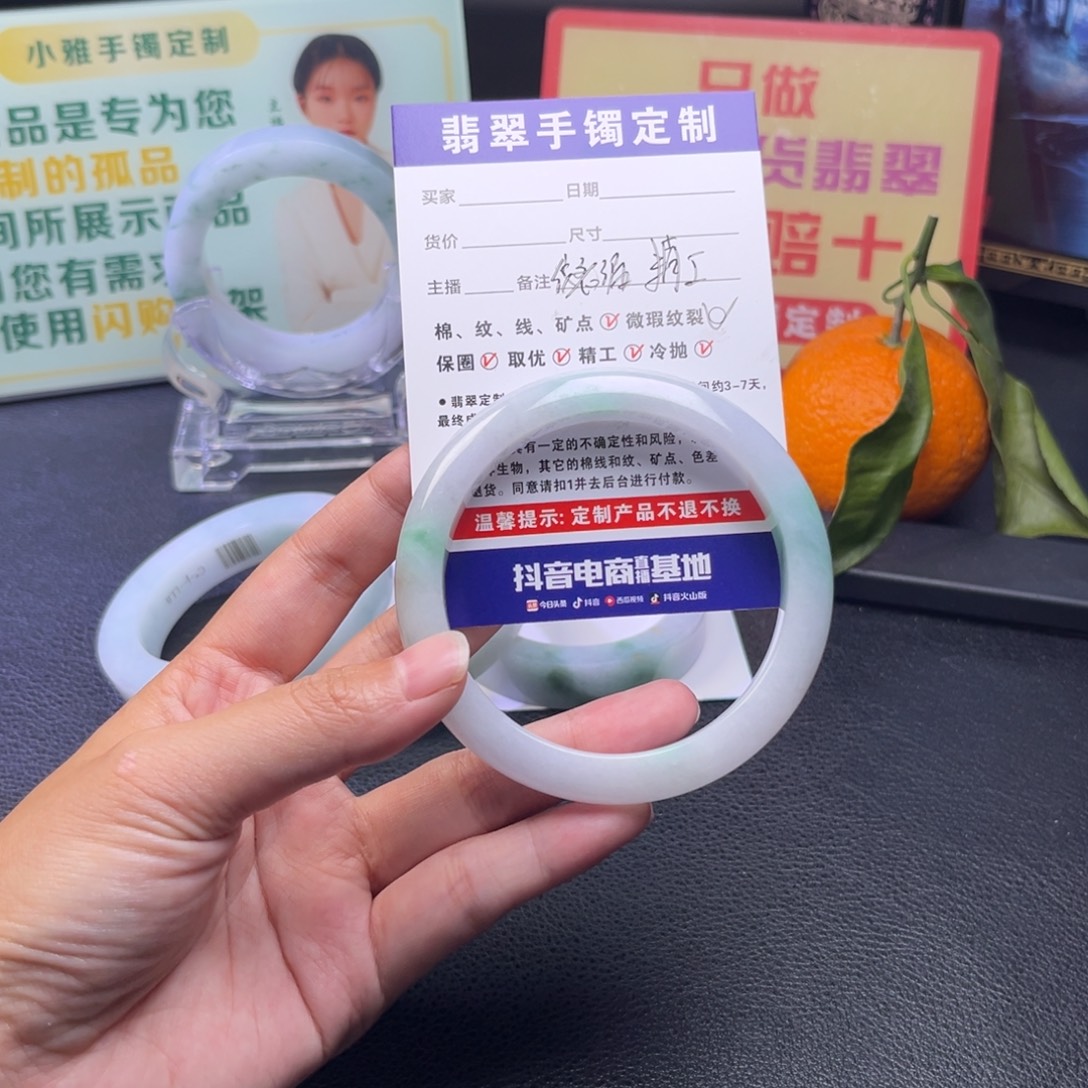 小雅手镯定制
品是专为您
制的孤品
间所展示
品
您有需求
使用闪购
架
只做
货翡翠
赔十
定制
翡翠手镯定制
买家
日期
货价
尺寸
主播
备注
精工
棉、纹、线、矿点
微瑕纹裂
保圈
取优
精工
冷抛
●翡翠定制
约3-7天，
最终
有一定的不确定性和风险，
生物，其它的棉线和纹、矿点、色差
退货。同意请扣1并去后台进行付款。
温馨提示: 定制产品不退不换
抖音电商直播基地
今日头条
抖音
西瓜视频
抖音火山版